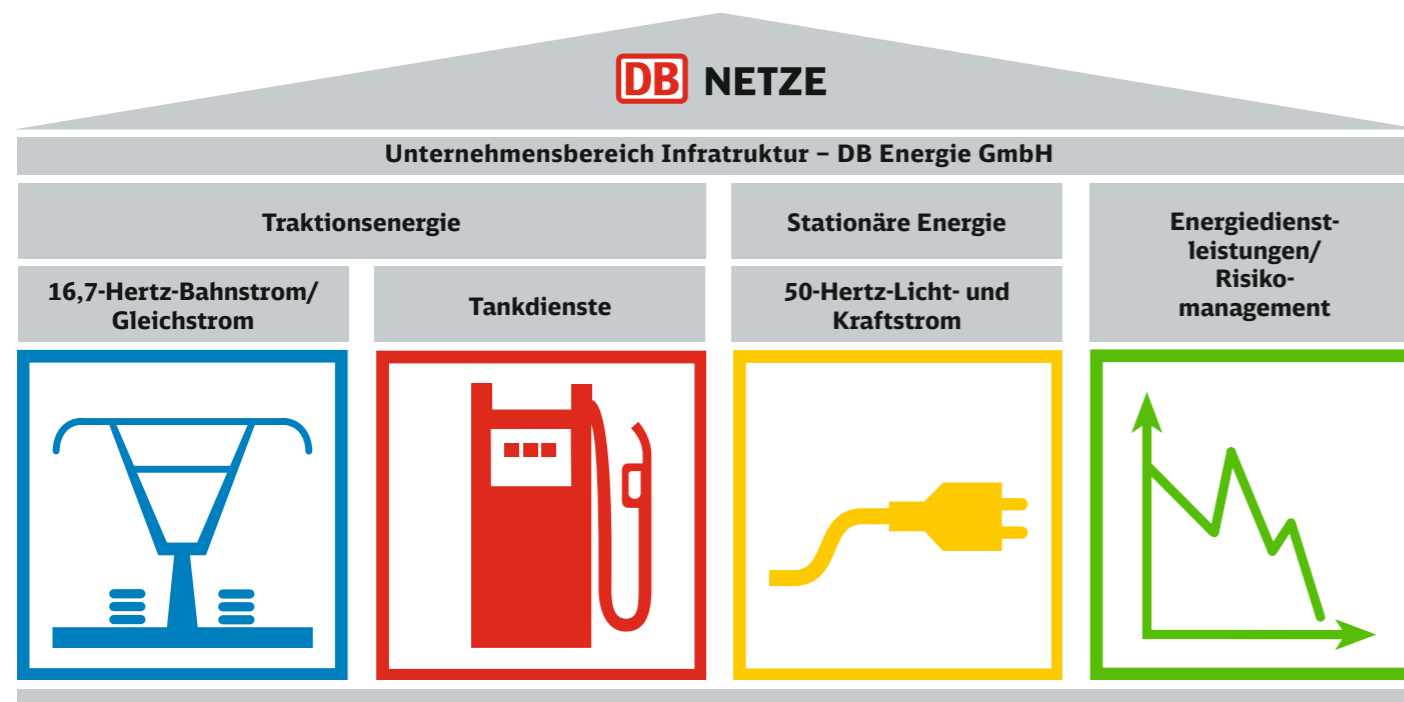 DB NETZE
Unternehmensbereich Infratruktur – DB Energie GmbH
Traktionsenergie
Stationäre Energie
Energiedienst-
leistungen/
Risiko-
management
16,7-Hertz-Bahnstrom/
Gleichstrom
Tankdienste
50-Hertz-Licht- und
Kraftstrom